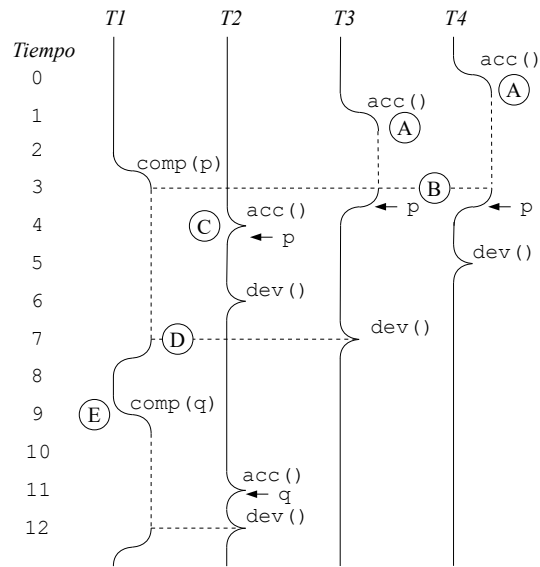 T1 T2 T3 T4
Tiempo
0 acc() A
1 acc() A
2
3 comp(p) B
p p
4 C acc()
p
5 dev()
6 dev()
7 D dev()
8
9 E comp(q)
10
11 acc()
q
12 dev()